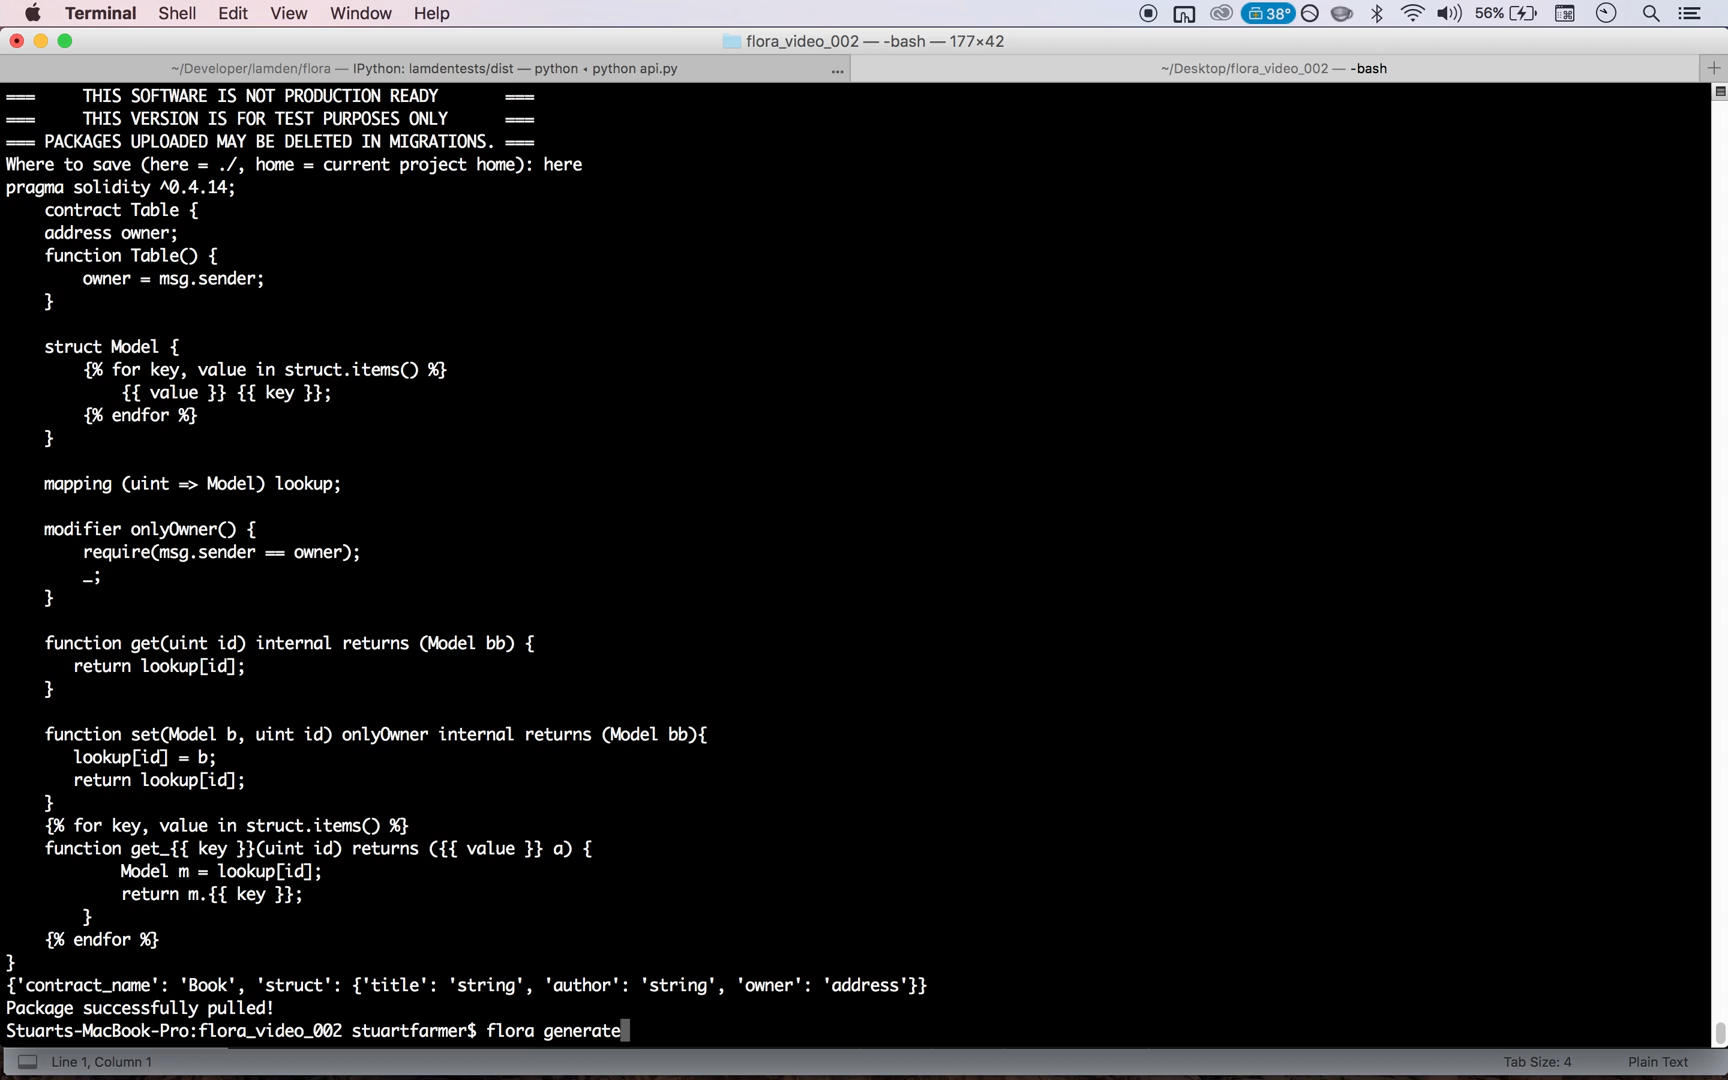 Terminal Shell Edit View Window Help 38° 56%
flora_video_002 — -bash — 177×42
~/Developer/lamden/flora — IPython: lamdentests/dist — python • python api.py ... ~/Desktop/flora_video_002 — -bash +
=== THIS SOFTWARE IS NOT PRODUCTION READY ===
=== THIS VERSION IS FOR TEST PURPOSES ONLY ===
=== PACKAGES UPLOADED MAY BE DELETED IN MIGRATIONS. ===
Where to save (here = ./, home = current project home): here
pragma solidity ^0.4.14;
contract Table {
address owner;
function Table() {
owner = msg.sender;
}
struct Model {
{% for key, value in struct.items() %}
{{ value }} {{ key }};
{% endfor %}
}
mapping (uint => Model) lookup;
modifier onlyOwner() {
require(msg.sender == owner);
_;
}
function get(uint id) internal returns (Model bb) {
return lookup[id];
}
function set(Model b, uint id) onlyOwner internal returns (Model bb){
lookup[id] = b;
return lookup[id];
}
{% for key, value in struct.items() %}
function get_{{ key }}(uint id) returns ({{ value }} a) {
Model m = lookup[id];
return m.{{ key }};
}
{% endfor %}
}
{'contract_name': 'Book', 'struct': {'title': 'string', 'author': 'string', 'owner': 'address'}}
Package successfully pulled!
Stuarts-MacBook-Pro:flora_video_002 stuartfarmer$ flora generate
Line 1, Column 1 Tab Size: 4 Plain Text